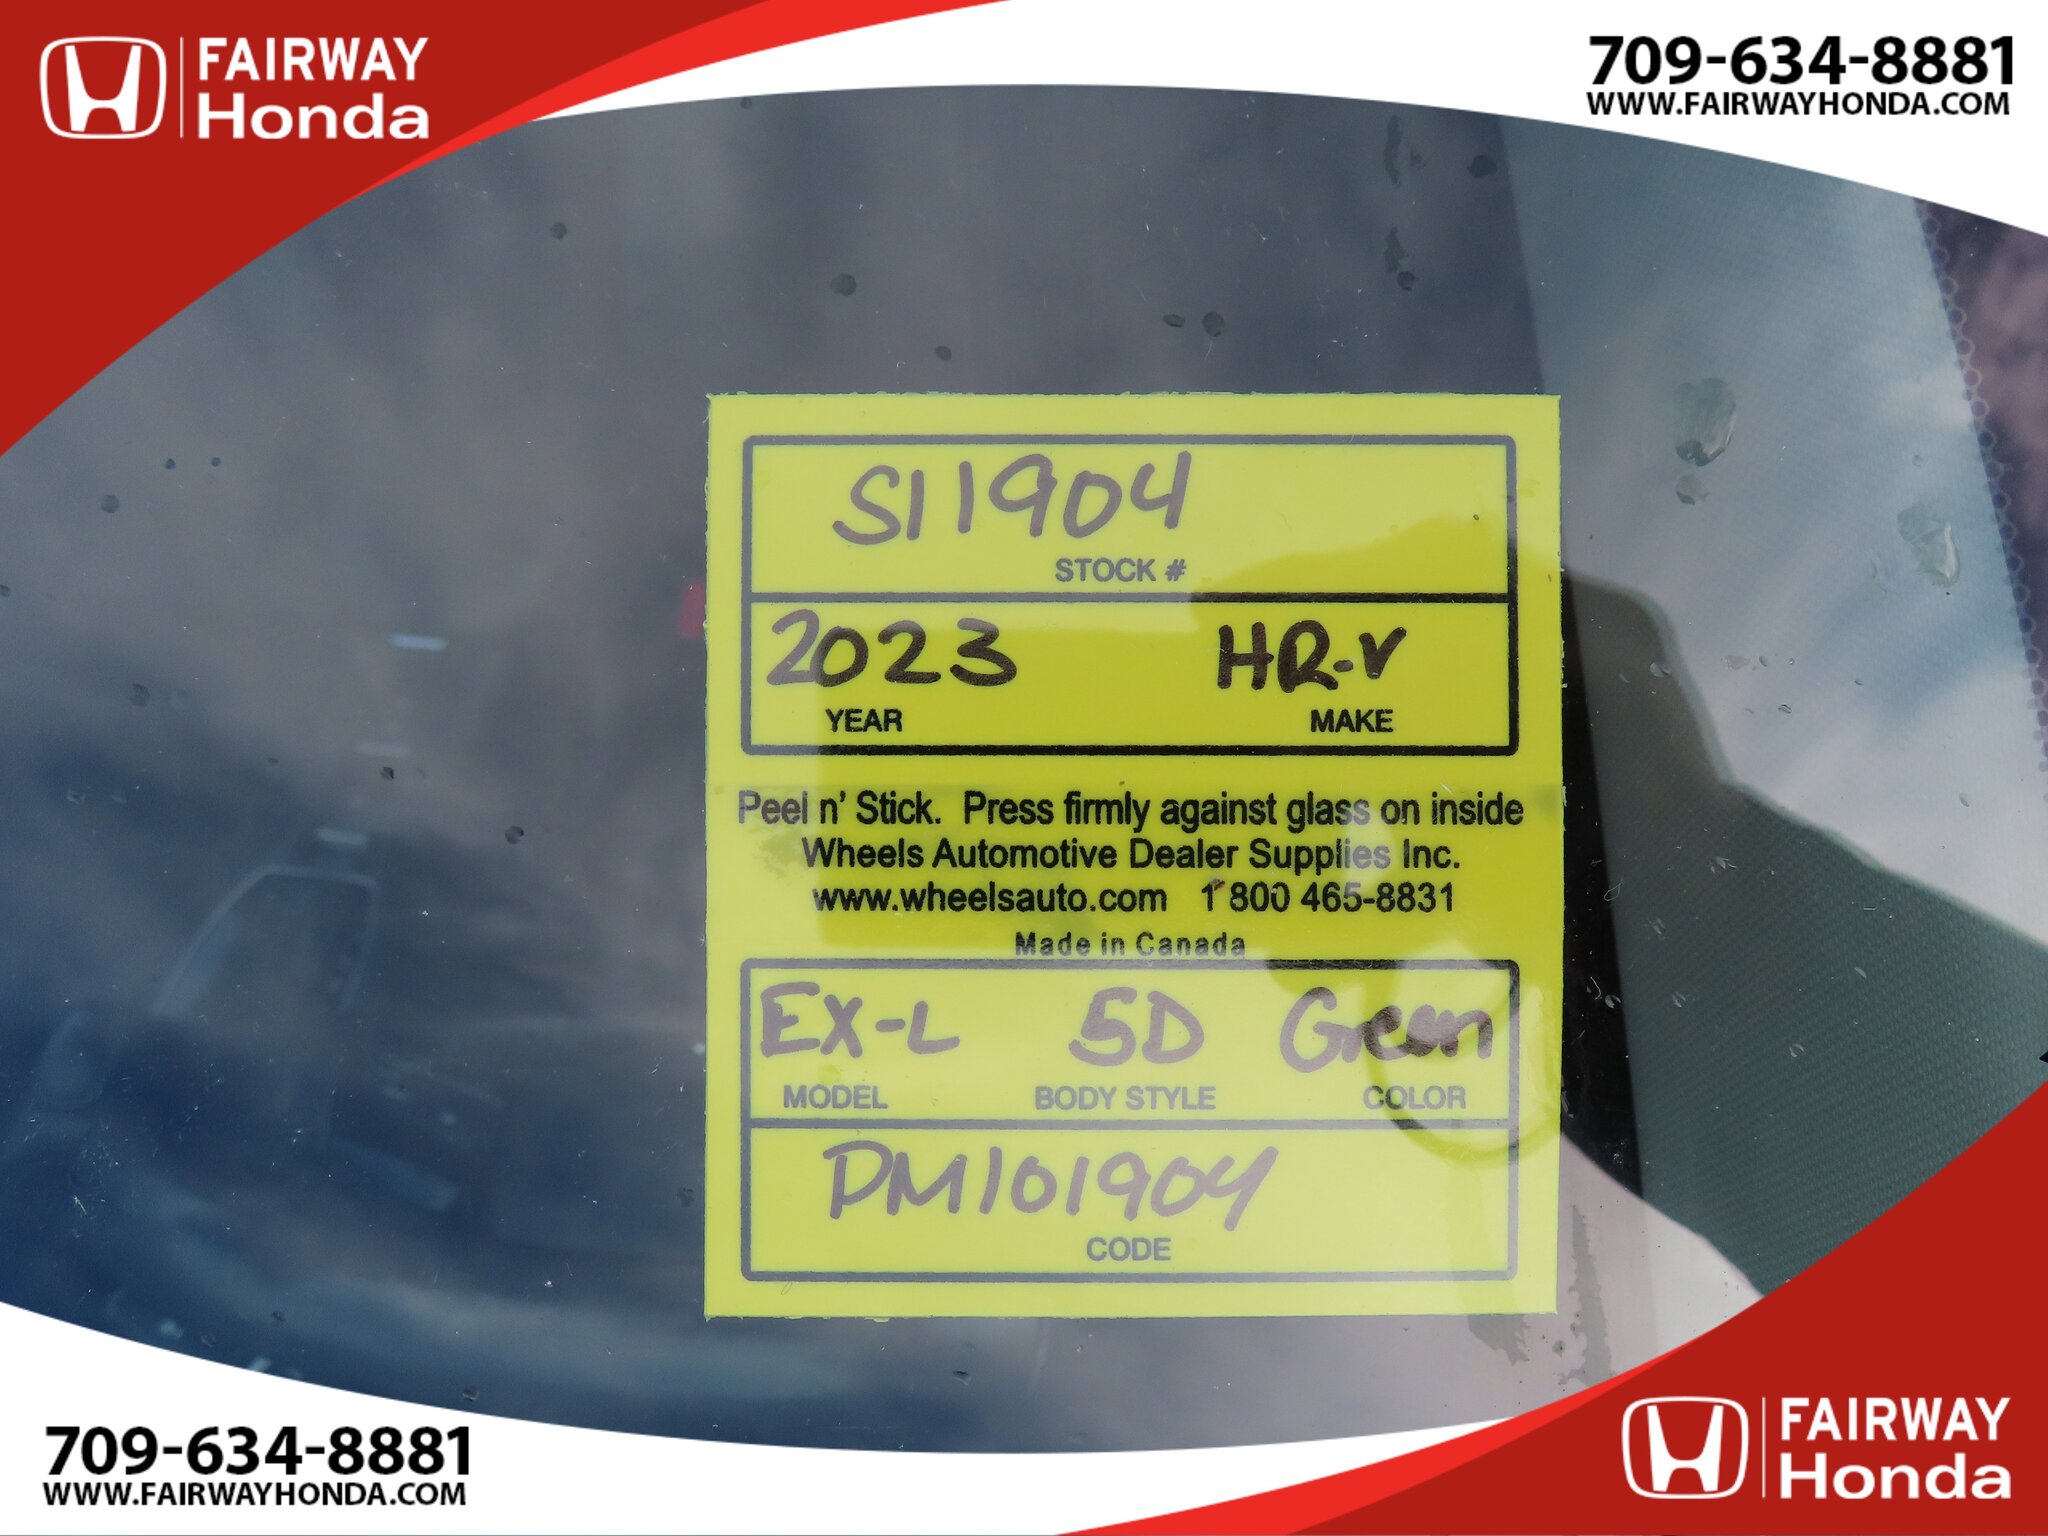 FAIRWAY
Honda
709-634-8881
WWW.FAIRWAYHONDA.COM
S11904
STOCK #
2023 HR-V
YEAR MAKE
Peel n' Stick. Press firmly against glass on inside
Wheels Automotive Dealer Supplies Inc.
www.wheelsauto.com 1 800 465-8831
Made in Canada
EX-L 5D Green
MODEL BODY STYLE COLOR
PM101904
CODE
709-634-8881
WWW.FAIRWAYHONDA.COM
FAIRWAY
Honda